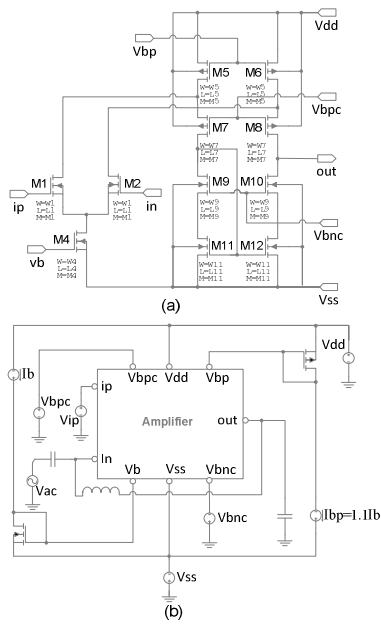 Vdd
Vbp
M5
M6
W=W5
L=L5
M=M5
W=W5
L=L5
M=M5
Vbpc
M7
M8
W=W7
L=L7
M=M7
W=W7
L=L7
M=M7
out
M1
M2
ip
in
W=W1
L=L1
M=M1
W=W1
L=L1
M=M1
M9
M10
W=W9
L=L9
M=M9
W=W9
L=L9
M=M9
Vbnc
M4
vb
W=W4
L=L4
M=M4
M11
M12
W=W11
L=L11
M=M11
W=W11
L=L11
M=M11
Vss
(a)
Ib
Vdd
Vbpc
Vip
Vbpc
Vdd
Vbp
ip
Amplifier
out
In
Vb
Vss
Vbnc
Vac
Vbnc
Ibp=1.1Ib
Vss
(b)